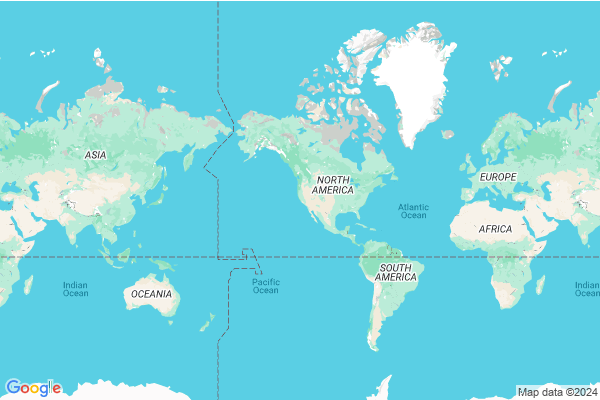 ASIA
NORTH
AMERICA
EUROPE
Atlantic
Ocean
AFRICA
SOUTH
AMERICA
Indian
Ocean
OCEANIA
Pacific
Ocean
Indian
Ocean
Google
Map data ©2024